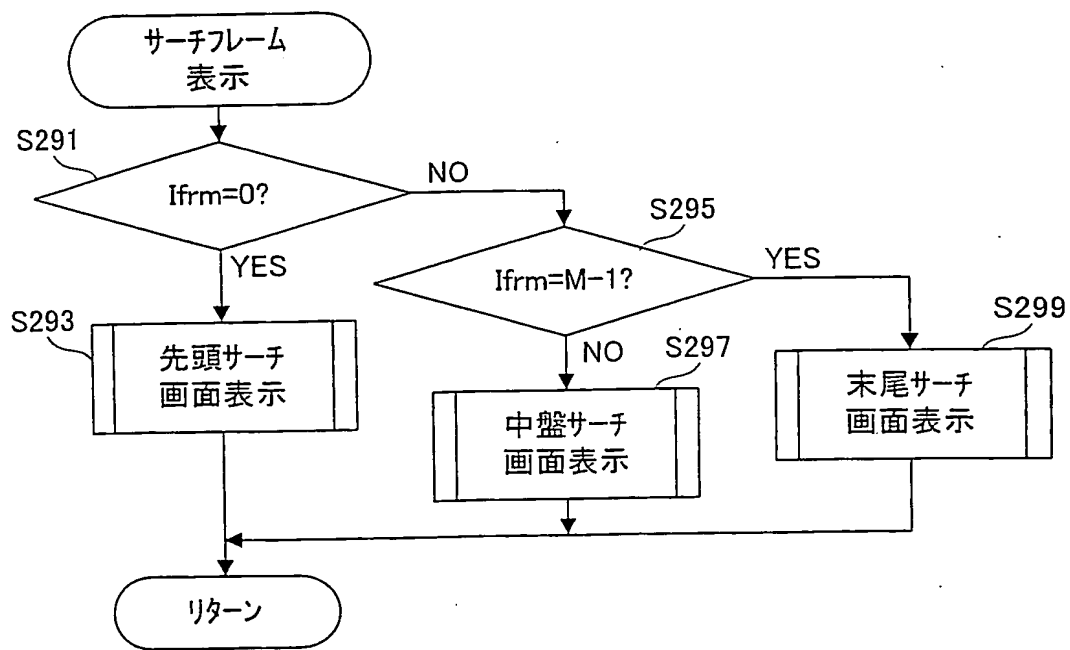 サーチフレーム
表示
S291
Ifrm=0?
NO
YES
S295
Ifrm=M-1?
YES
NO
S293
先頭サーチ
画面表示
S297
中盤サーチ
画面表示
S299
末尾サーチ
画面表示
リターン